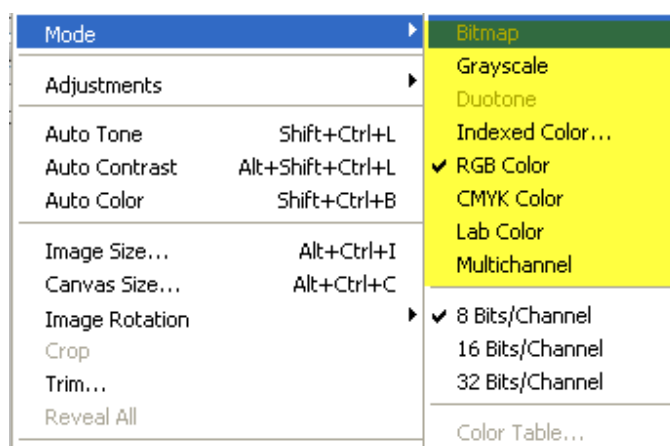 Mode
Adjustments
Auto Tone Shift+Ctrl+L
Auto Contrast Alt+Shift+Ctrl+L
Auto Color Shift+Ctrl+B
Image Size... Alt+Ctrl+I
Canvas Size... Alt+Ctrl+C
Image Rotation
Crop
Trim...
Reveal All
Bitmap
Grayscale
Duotone
Indexed Color...
RGB Color
CMYK Color
Lab Color
Multichannel
8 Bits/Channel
16 Bits/Channel
32 Bits/Channel
Color Table...